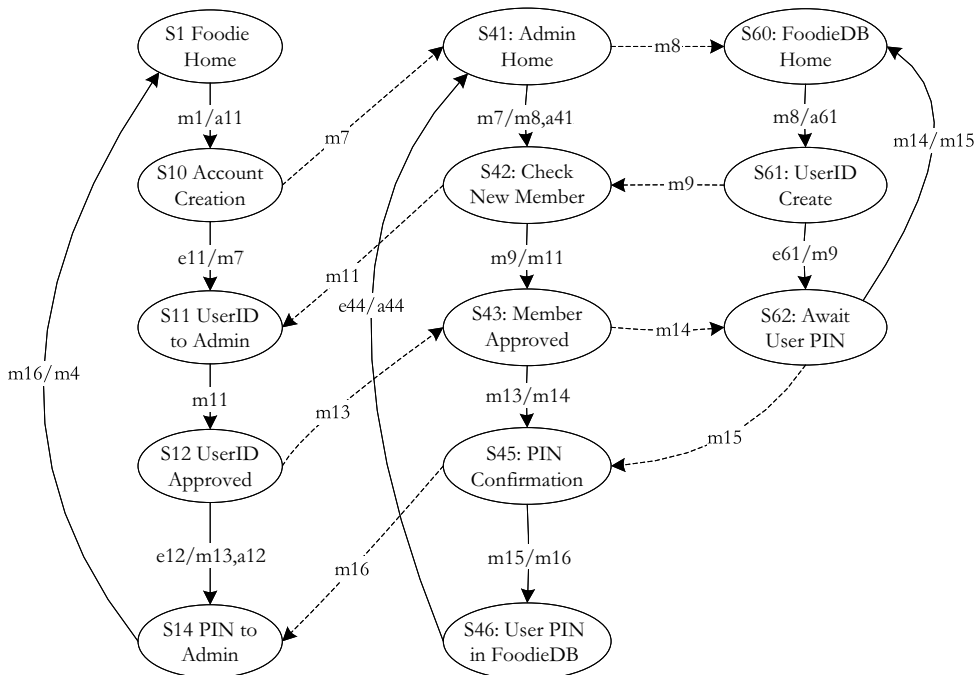 S1 Foodie
Home
S41: Admin
Home
m8
S60: FoodieDB
Home
m1/a11
m7
m7/m8,a41
m8/a61
m14/m15
S10 Account
Creation
S42: Check
New Member
m9
S61: UserID
Create
e11/m7
m11
m9/m11
e61/m9
e44/a44
S11 UserID
to Admin
S43: Member
Approved
m14
S62: Await
User PIN
m16/m4
m11
m13
m13/m14
m15
S12 UserID
Approved
S45: PIN
Confirmation
e12/m13,a12
m16
m15/m16
S14 PIN to
Admin
S46: User PIN
in FoodieDB